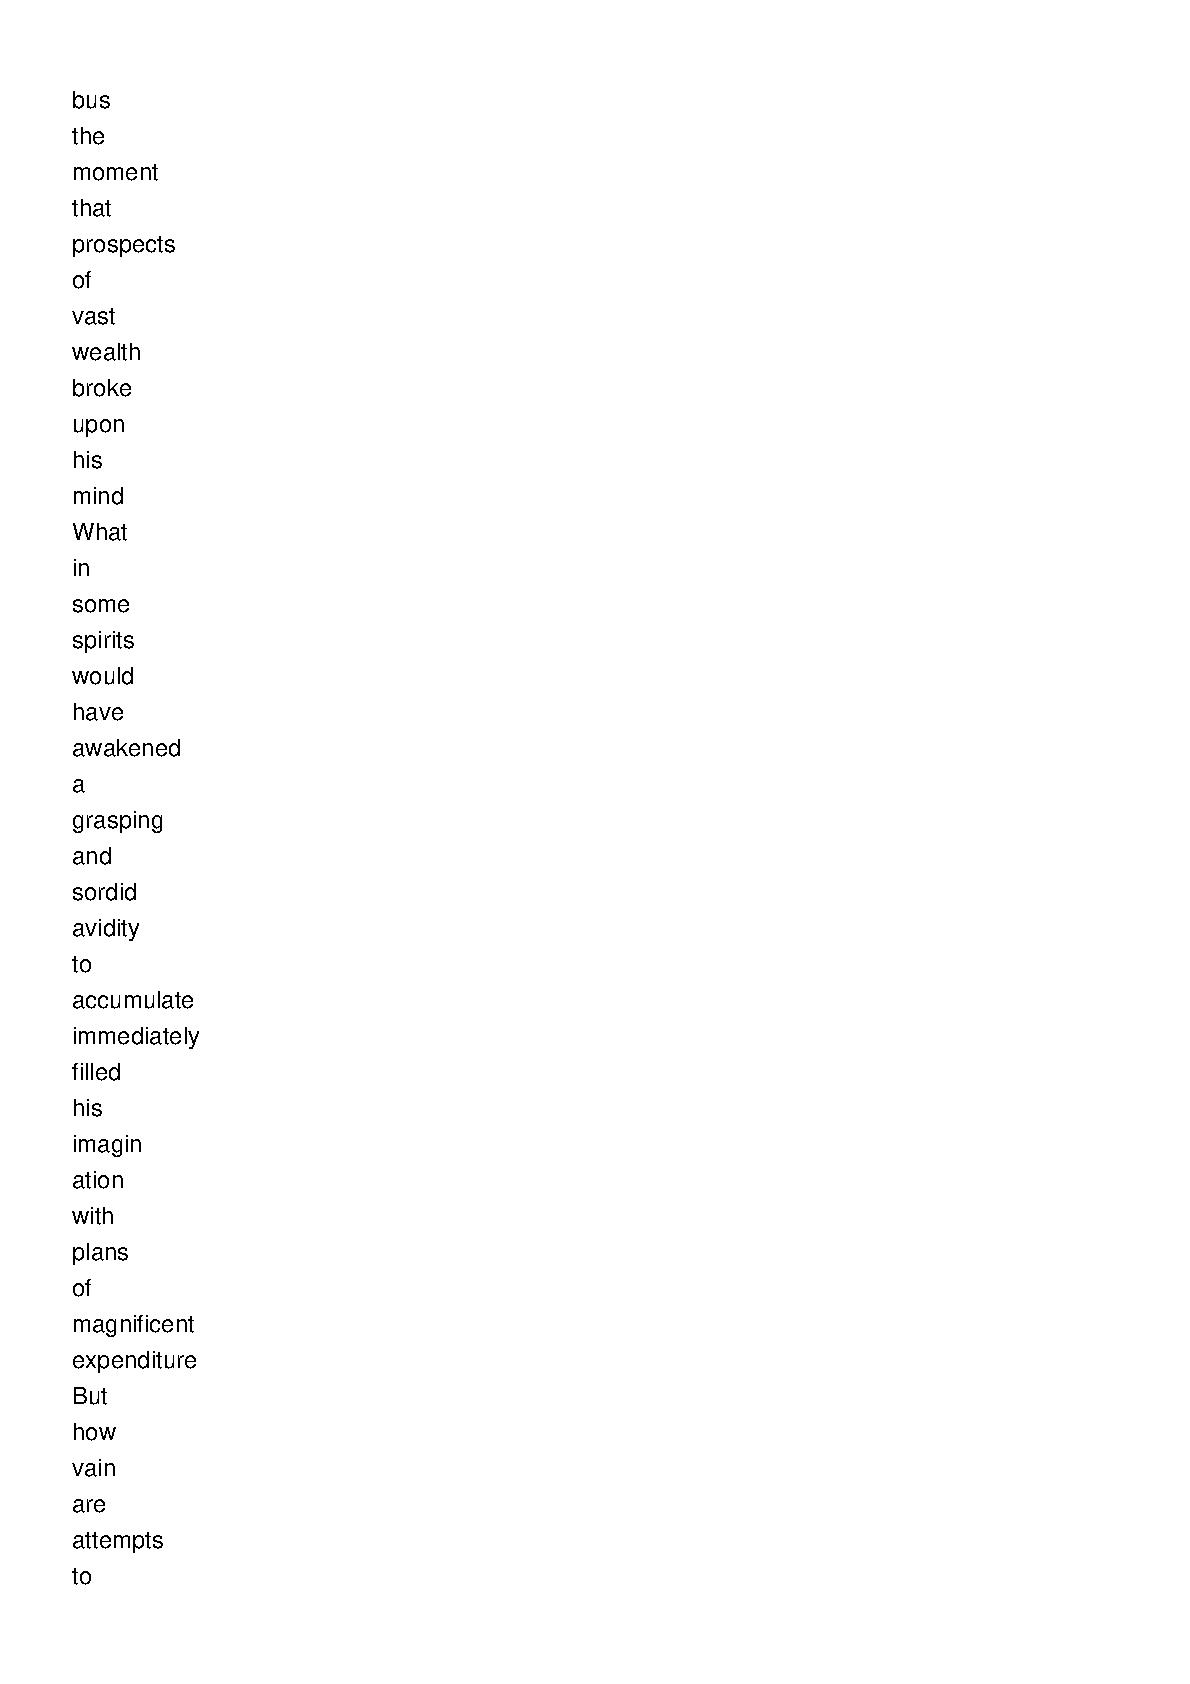 bus
the
moment
that
prospects
of
vast
wealth
broke
upon
his
mind
What
in
some
spirits
would
have
awakened
a
grasping
and
sordid
avidity
to
accumulate
immediately
filled
his
imagin
ation
with
plans
of
magnificent
expenditure
But
how
vain
are
attempts
to